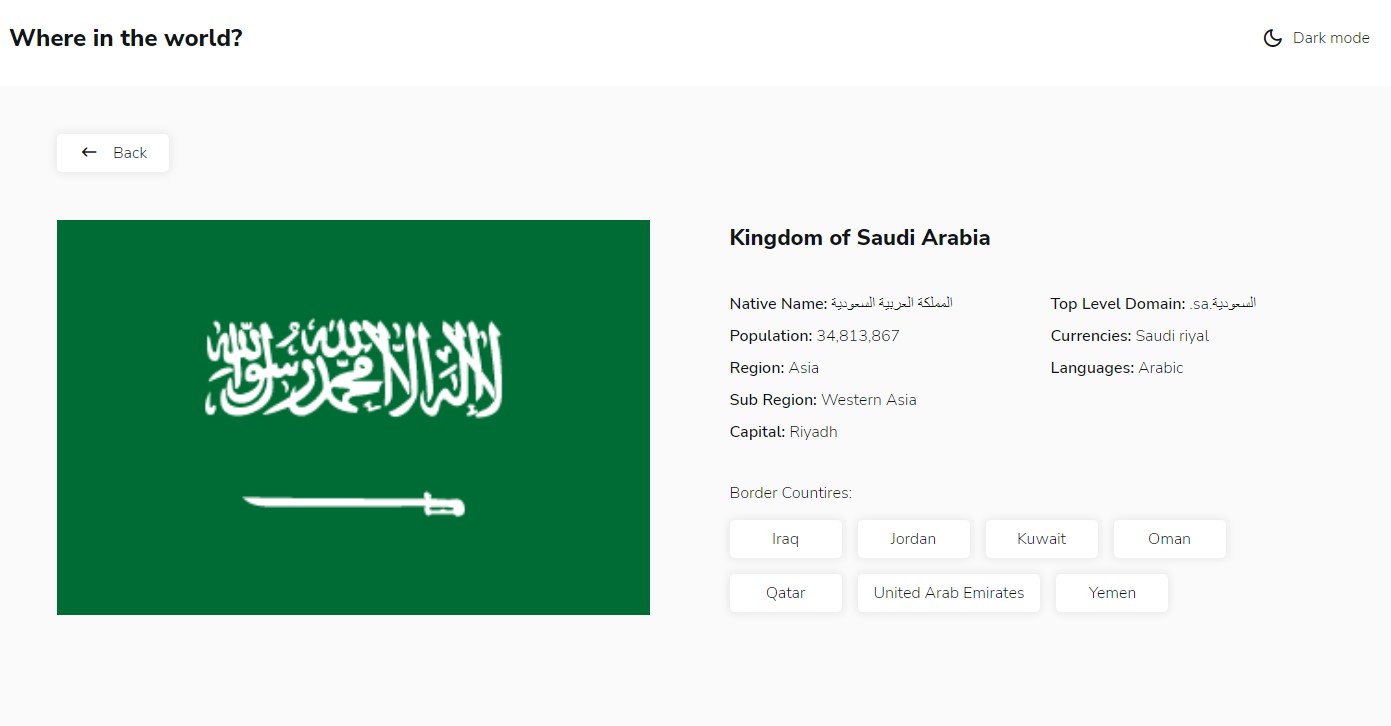 Where in the world?
Dark mode
Back
لا إله إلا الله محمد رسول الله
Kingdom of Saudi Arabia
Native Name: المملكة العربية السعودية
Population: 34,813,867
Region: Asia
Sub Region: Western Asia
Capital: Riyadh
Top Level Domain: .sa.السعودية
Currencies: Saudi riyal
Languages: Arabic
Border Countires:
Iraq
Jordan
Kuwait
Oman
Qatar
United Arab Emirates
Yemen